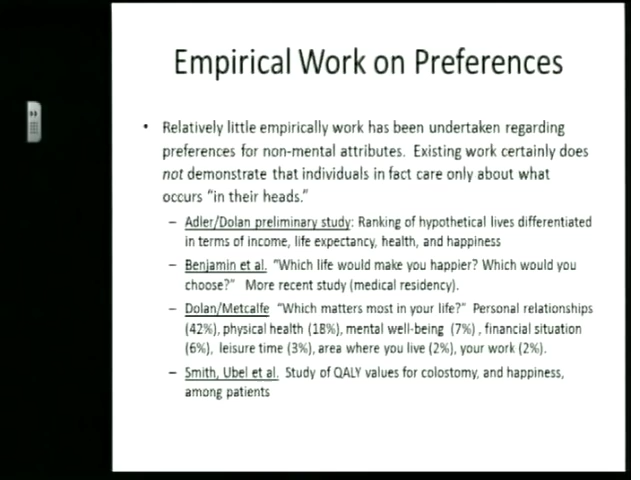 Empirical Work on Preferences
• Relatively little empirically work has been undertaken regarding
preferences for non-mental attributes. Existing work certainly does
not demonstrate that individuals in fact care only about what
occurs "in their heads."
– Adler/Dolan preliminary study: Ranking of hypothetical lives differentiated
in terms of income, life expectancy, health, and happiness
– Benjamin et al. "Which life would make you happier? Which would you
choose?" More recent study (medical residency).
– Dolan/Metcalfe "Which matters most in your life?" Personal relationships
(42%), physical health (18%), mental well-being (7%) , financial situation
(6%), leisure time (3%), area where you live (2%), your work (2%).
– Smith, Ubel et al. Study of QALY values for colostomy, and happiness,
among patients